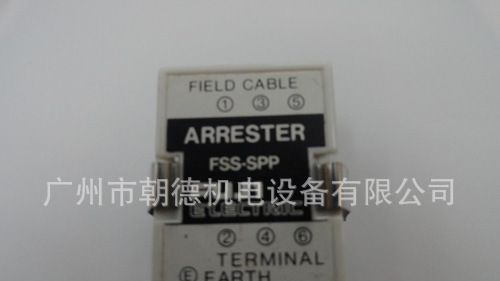 FIELD CABLE
① ③ ⑤
ARRESTER
FSS-SPP
广州市朝德机电设备有限公司
ELECTRIC
② ④ ⑥
TERMINAL
Ⓔ EARTH